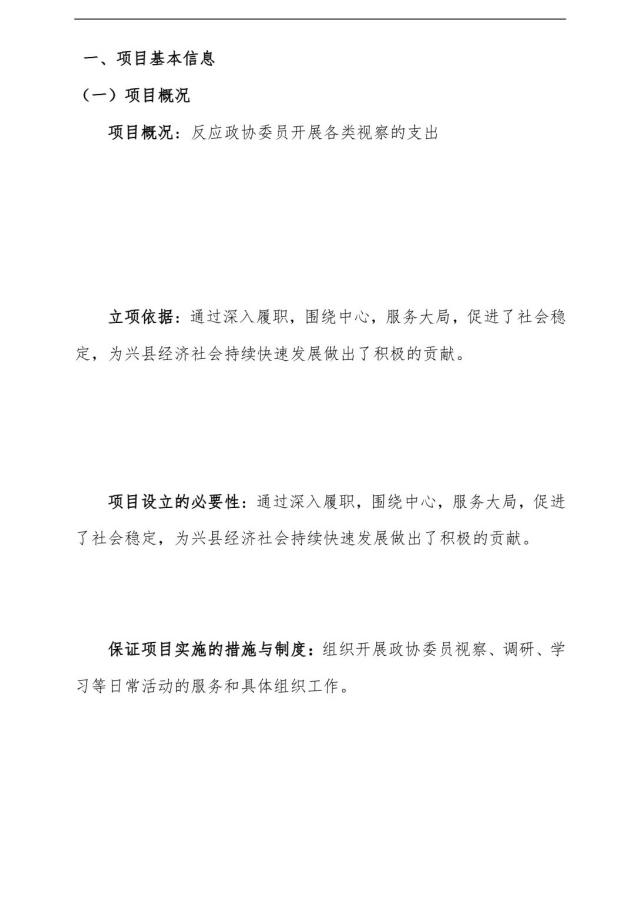 一、项目基本信息
（一）项目概况
项目概况：反应政协委员开展各类视察的支出
立项依据：通过深入履职，围绕中心，服务大局，促进了社会稳
定，为兴县经济社会持续快速发展做出了积极的贡献。
项目设立的必要性：通过深入履职，围绕中心，服务大局，促进
了社会稳定，为兴县经济社会持续快速发展做出了积极的贡献。
保证项目实施的措施与制度：组织开展政协委员视察、调研、学
习等日常活动的服务和具体组织工作。